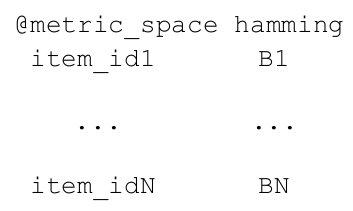 @metric_space hamming
item_id1 B1
... ...
item_idN BN